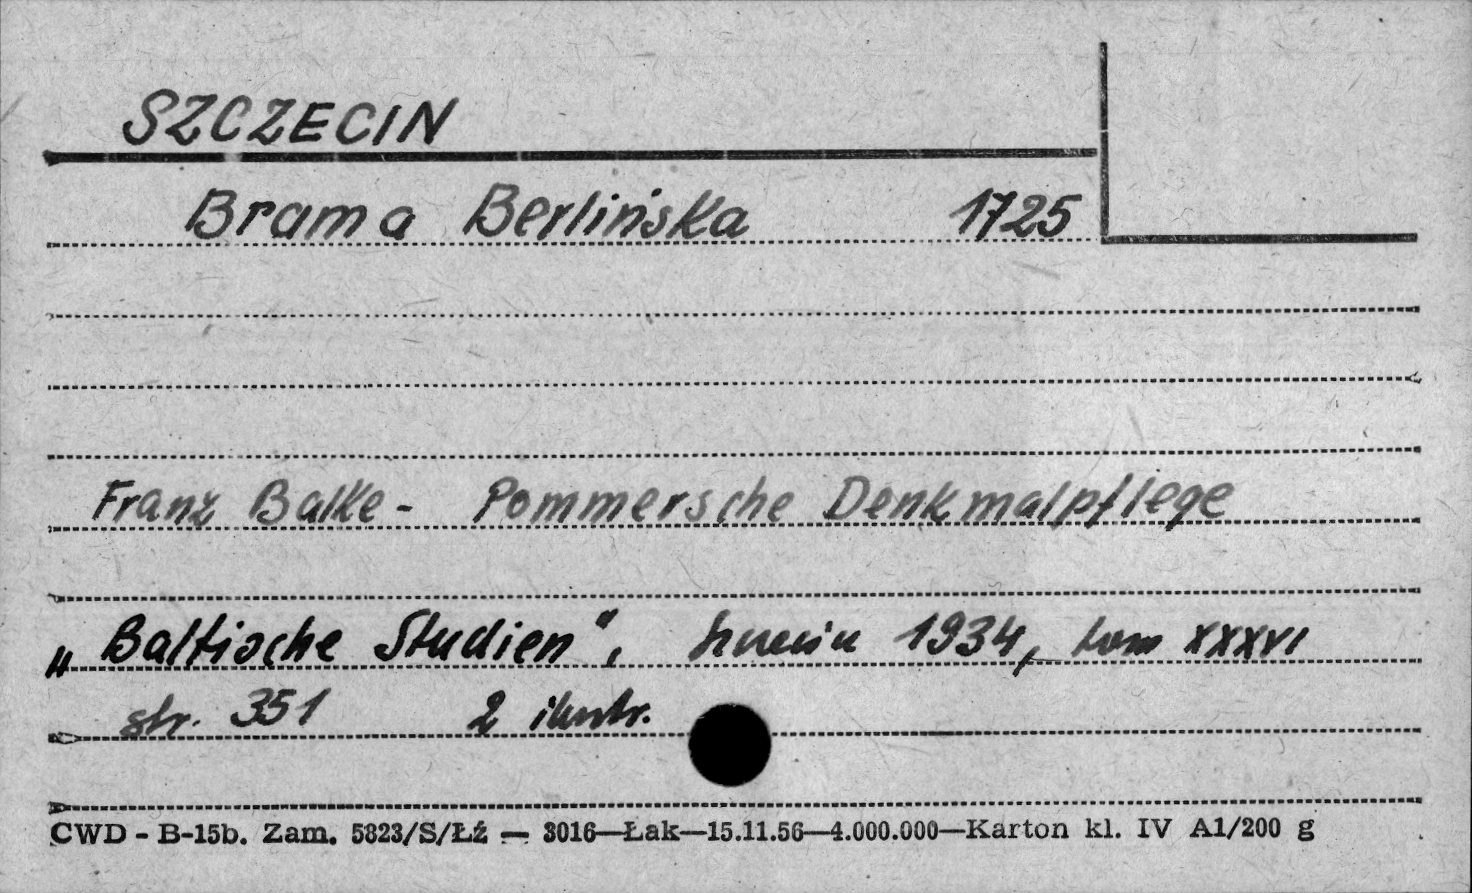 SZCZECIN
Brama Berlińska 1725
Franz Balke - Pommersche Denkmalpflege
„Baltische Studien", 1934, tom XXXVI
str. 351 2 ilustr.
CWD - B-15b. Zam. 5823/S/Łź — 3016—Łak—15.11.56—4.000.000—Karton kl. IV A1/200 g